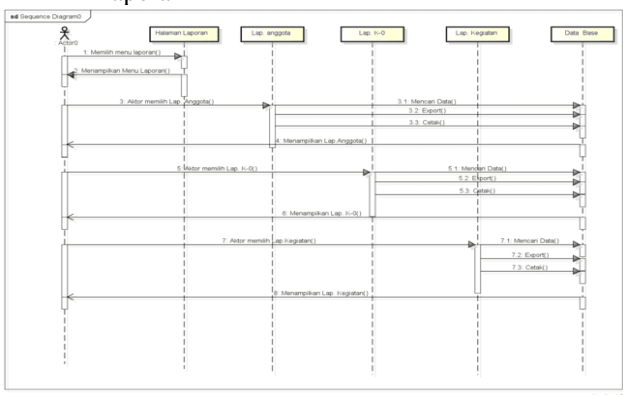 sd Sequence Diagram0
: Actor0
Halaman Laporan
Lap. anggota
Lap. K-0
Lap. Kegiatan
Data Base
1: Memilih menu laporan()
2: Menampilkan Menu Laporan()
3: Aktor memilih Lap. Anggota()
3.1: Mencari Data()
3.2: Export()
3.3: Cetak()
4: Menampilkan Lap.Anggota()
5: Aktor memilih Lap. K-0()
5.1: Mencari Data()
5.2: Export()
5.3: Cetak()
6: Menampilkan Lap. K-0()
7: Aktor memilih Lap.Kegiatan()
7.1: Mencari Data()
7.2: Export()
7.3: Cetak()
8: Menampilkan Lap. Kegiatan()